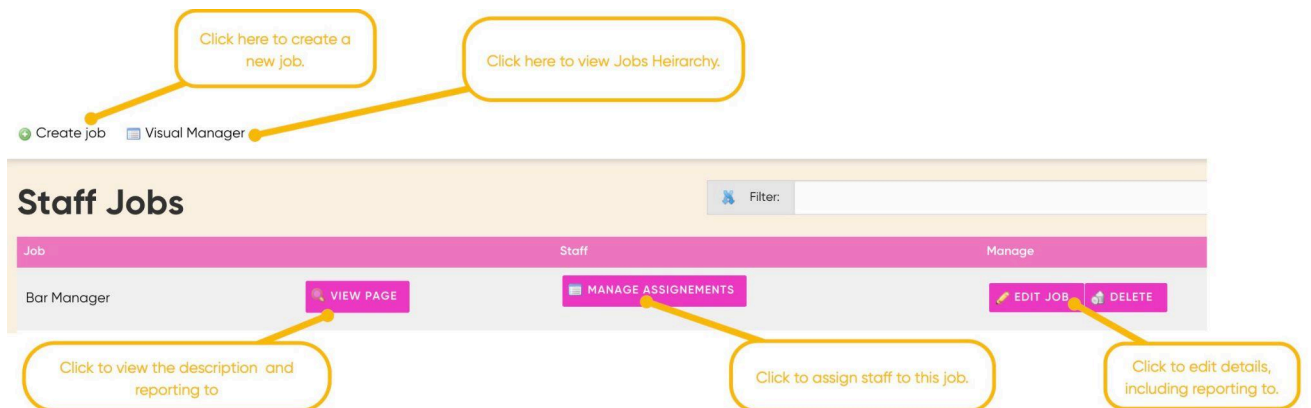 Click here to create a
new job.
Click here to view Jobs Heirarchy.
Create job
Visual Manager
Staff Jobs
Filter:
Job
Staff
Manage
Bar Manager
VIEW PAGE
MANAGE ASSIGNEMENTS
EDIT JOB
DELETE
Click to view the description and
reporting to
Click to assign staff to this job.
Click to edit details,
including reporting to.